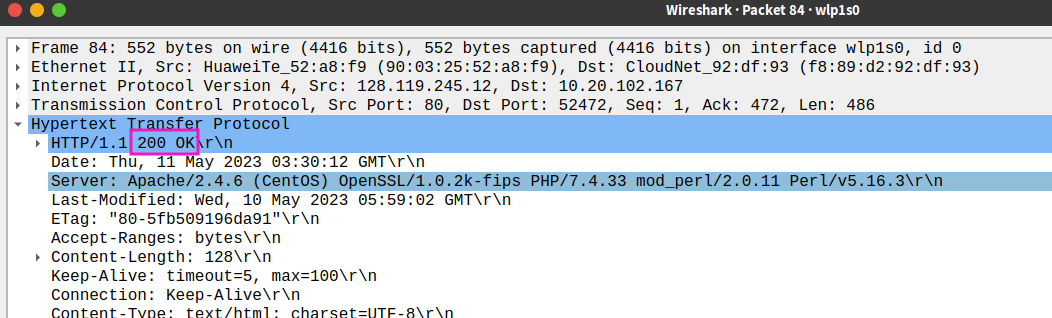 Wireshark · Packet 84 · wlp1s0
Frame 84: 552 bytes on wire (4416 bits), 552 bytes captured (4416 bits) on interface wlp1s0, id 0
Ethernet II, Src: HuaweiTe_52:a8:f9 (90:03:25:52:a8:f9), Dst: CloudNet_92:df:93 (f8:89:d2:92:df:93)
Internet Protocol Version 4, Src: 128.119.245.12, Dst: 10.20.102.167
Transmission Control Protocol, Src Port: 80, Dst Port: 52472, Seq: 1, Ack: 472, Len: 486
Hypertext Transfer Protocol
HTTP/1.1 200 OK\r\n
Date: Thu, 11 May 2023 03:30:12 GMT\r\n
Server: Apache/2.4.6 (CentOS) OpenSSL/1.0.2k-fips PHP/7.4.33 mod_perl/2.0.11 Perl/v5.16.3\r\n
Last-Modified: Wed, 10 May 2023 05:59:02 GMT\r\n
ETag: "80-5fb509196da91"\r\n
Accept-Ranges: bytes\r\n
Content-Length: 128\r\n
Keep-Alive: timeout=5, max=100\r\n
Connection: Keep-Alive\r\n
Content-Type: text/html; charset=UTF-8\r\n